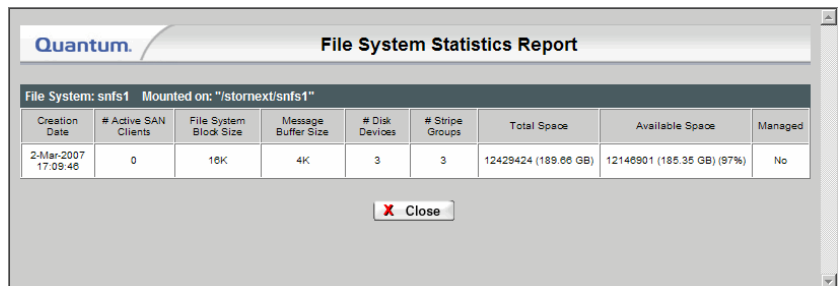 Quantum.
File System Statistics Report
File System: snfs1 Mounted on: "/stornext/snfs1"
Creation Date # Active SAN Clients File System Block Size Message Buffer Size # Disk Devices # Stripe Groups Total Space Available Space Managed
2-Mar-2007 17:09:46 0 16K 4K 3 3 12429424 (189.66 GB) 12146901 (185.35 GB) (97%) No
X Close